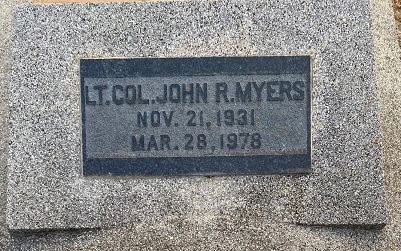 LT. COL. JOHN R. MYERS
NOV. 21, 1931
MAR. 28, 1978